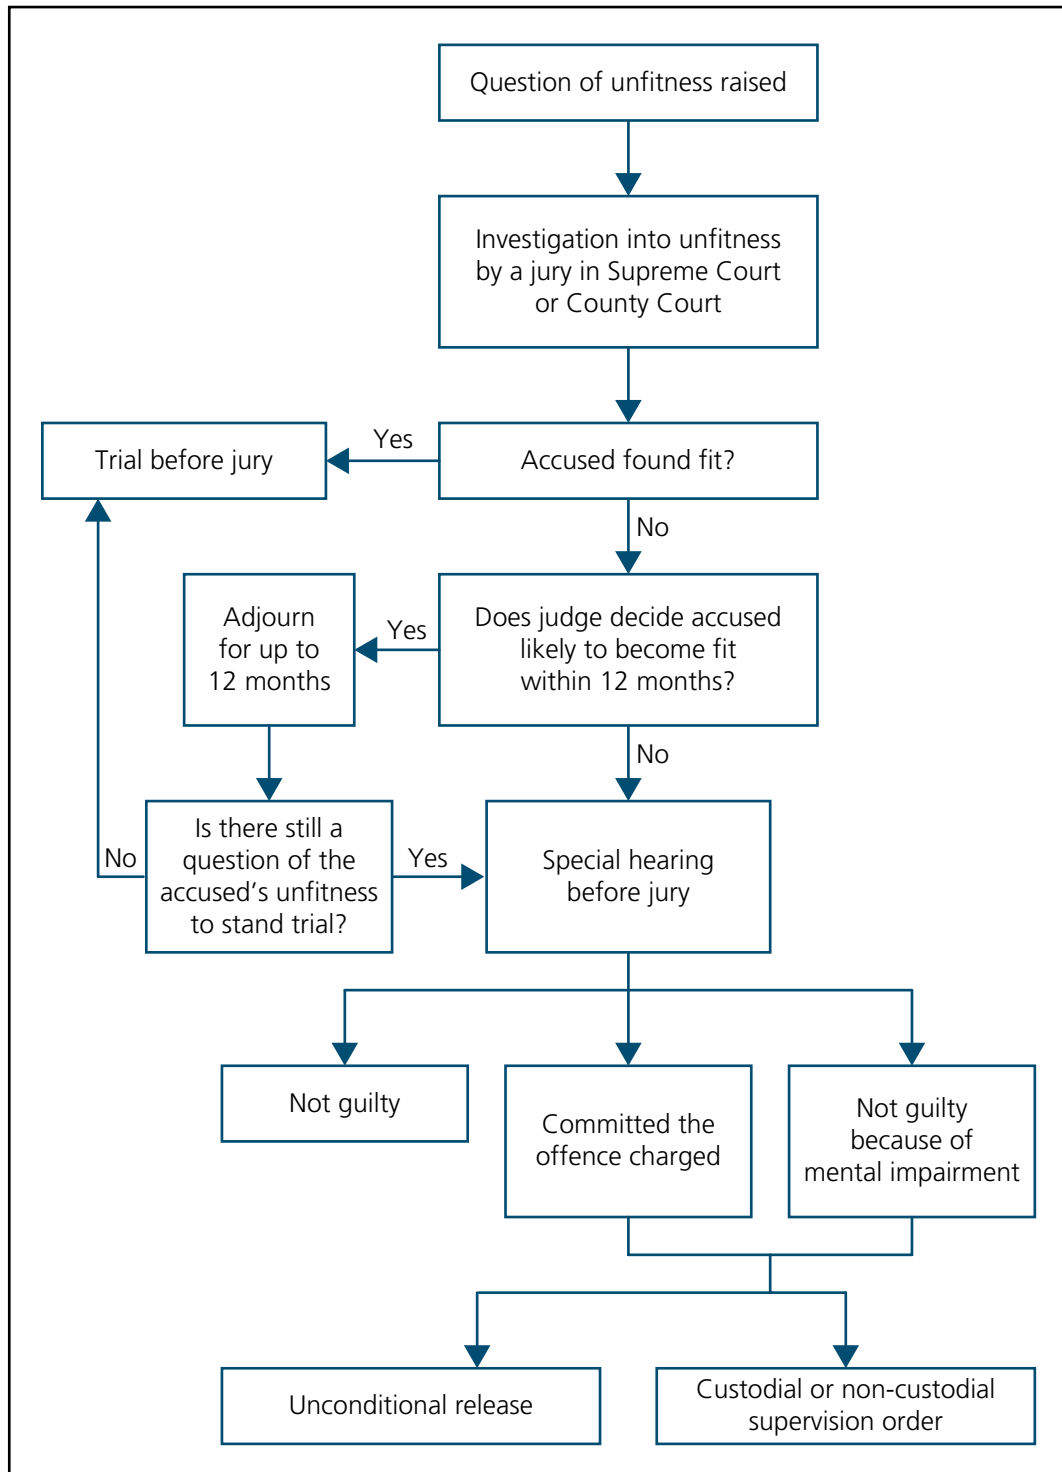 Question of unfitness raised
Investigation into unfitness
by a jury in Supreme Court
or County Court
Trial before jury
Yes
Accused found fit?
No
Adjourn
for up to
12 months
Yes
Does judge decide accused
likely to become fit
within 12 months?
No
No
Is there still a
question of the
accused‘s unfitness
to stand trial?
Yes
Special hearing
before jury
Not guilty
Committed the
offence charged
Not guilty
because of
mental impairment
Unconditional release
Custodial or non-custodial
supervision order